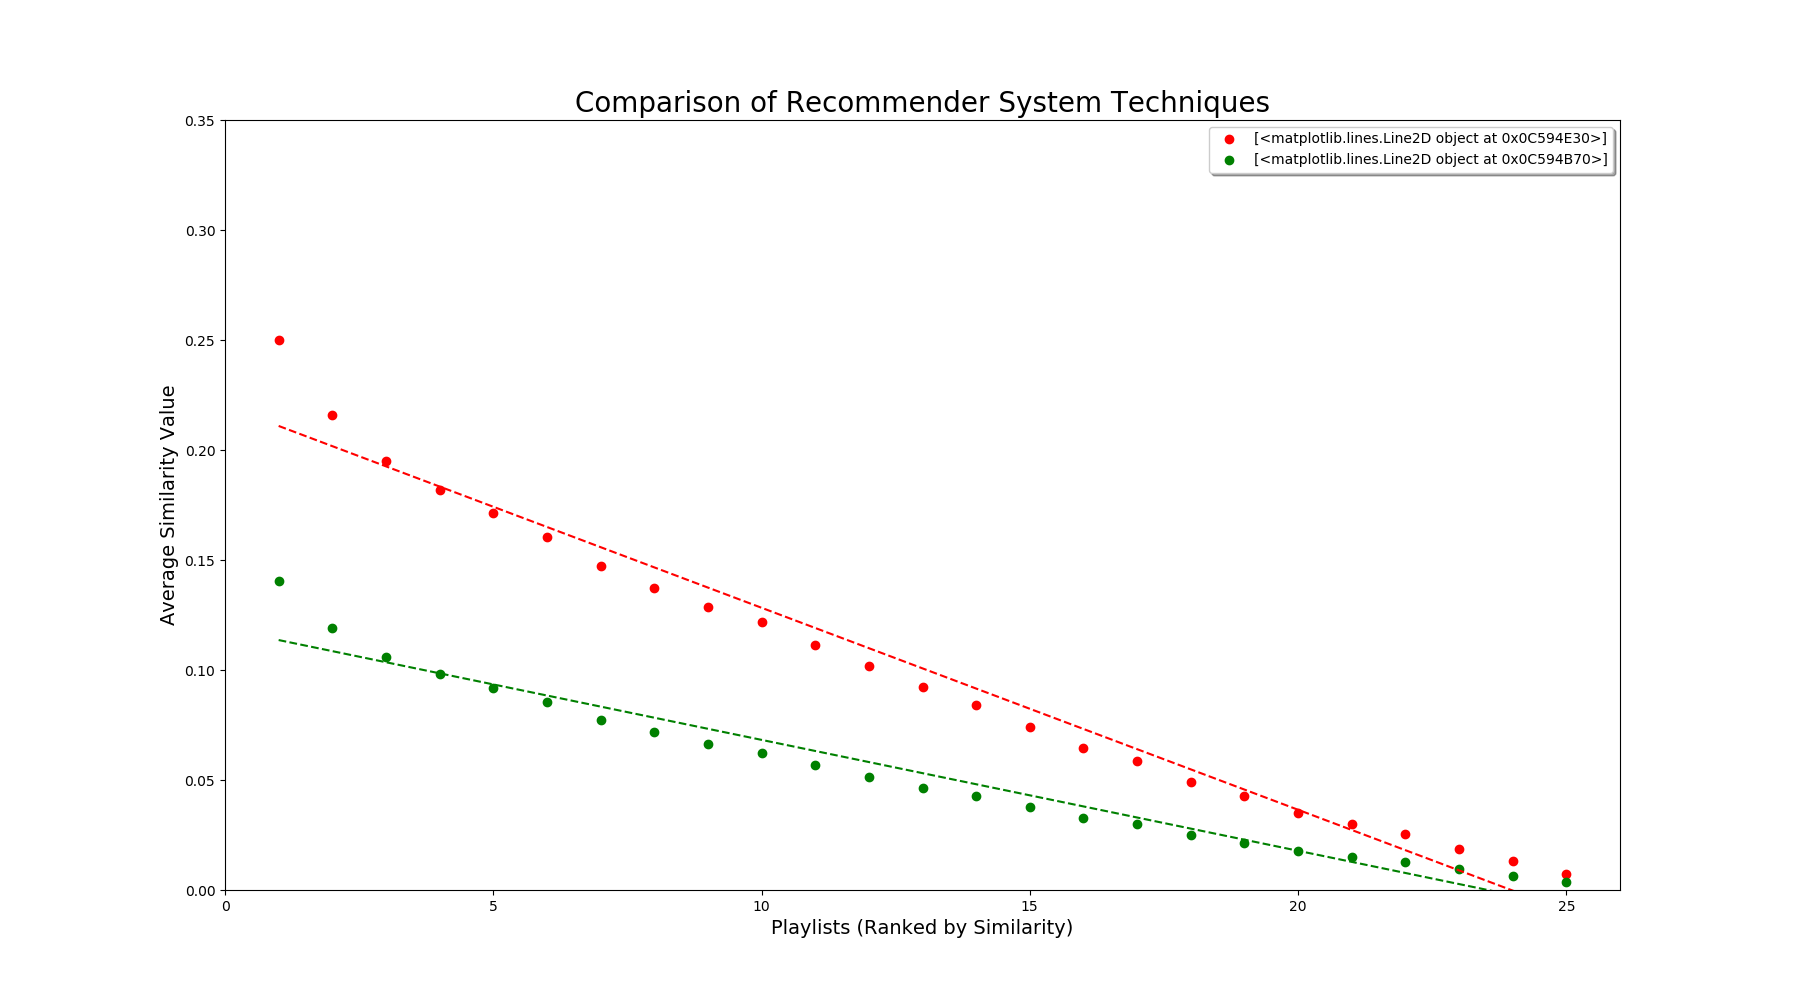 Comparison of Recommender System Techniques
[<matplotlib.lines.Line2D object at 0x0C594E30>]
[<matplotlib.lines.Line2D object at 0x0C594B70>]
0.35
0.30
0.25
0.20
0.15
0.10
0.05
0.00
Average Similarity Value
0 5 10 15 20 25
Playlists (Ranked by Similarity)